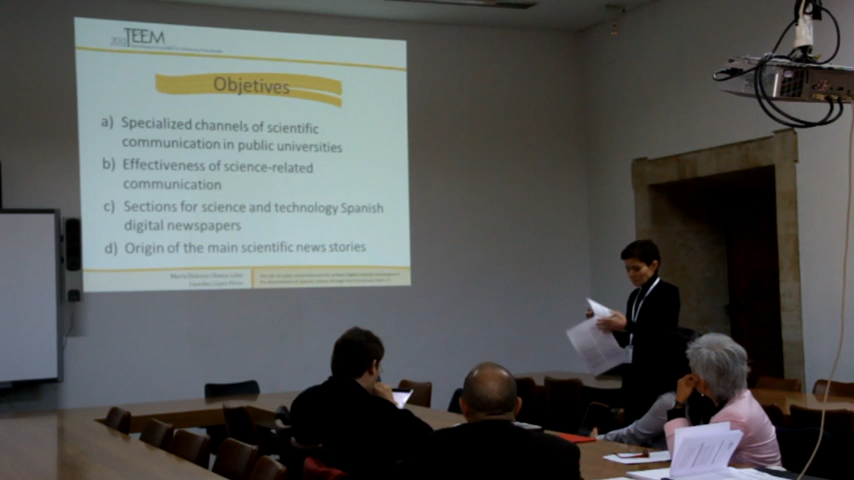 2013 TEEM
Objetives
a) Specialized channels of scientific
communication in public universities
b) Effectiveness of science-related
communication
c) Sections for science and technology Spanish
digital newspapers
d) Origin of the main scientific news stories